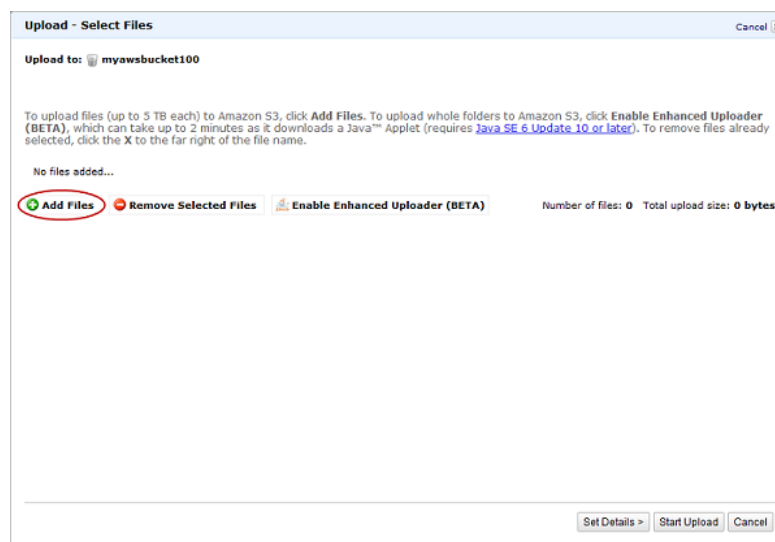 Upload - Select Files
Cancel
Upload to: myawsbucket100
To upload files (up to 5 TB each) to Amazon S3, click Add Files. To upload whole folders to Amazon S3, click Enable Enhanced Uploader
(BETA), which can take up to 2 minutes as it downloads a Java™ Applet (requires Java SE 6 Update 10 or later). To remove files already
selected, click the X to the far right of the file name.
No files added...
Add Files Remove Selected Files Enable Enhanced Uploader (BETA) Number of files: 0 Total upload size: 0 bytes
Set Details > Start Upload Cancel